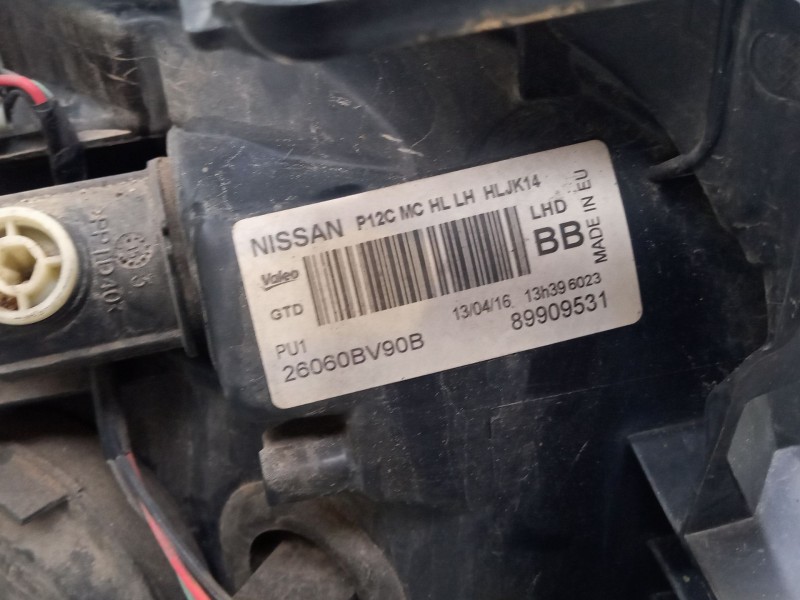 NISSAN P12C MC HL LH HLJK14
Valeo
LHD
BB
MADE IN EU
GTD
13/04/16. 13h39 6023
PU1
89909531
26060BV90B